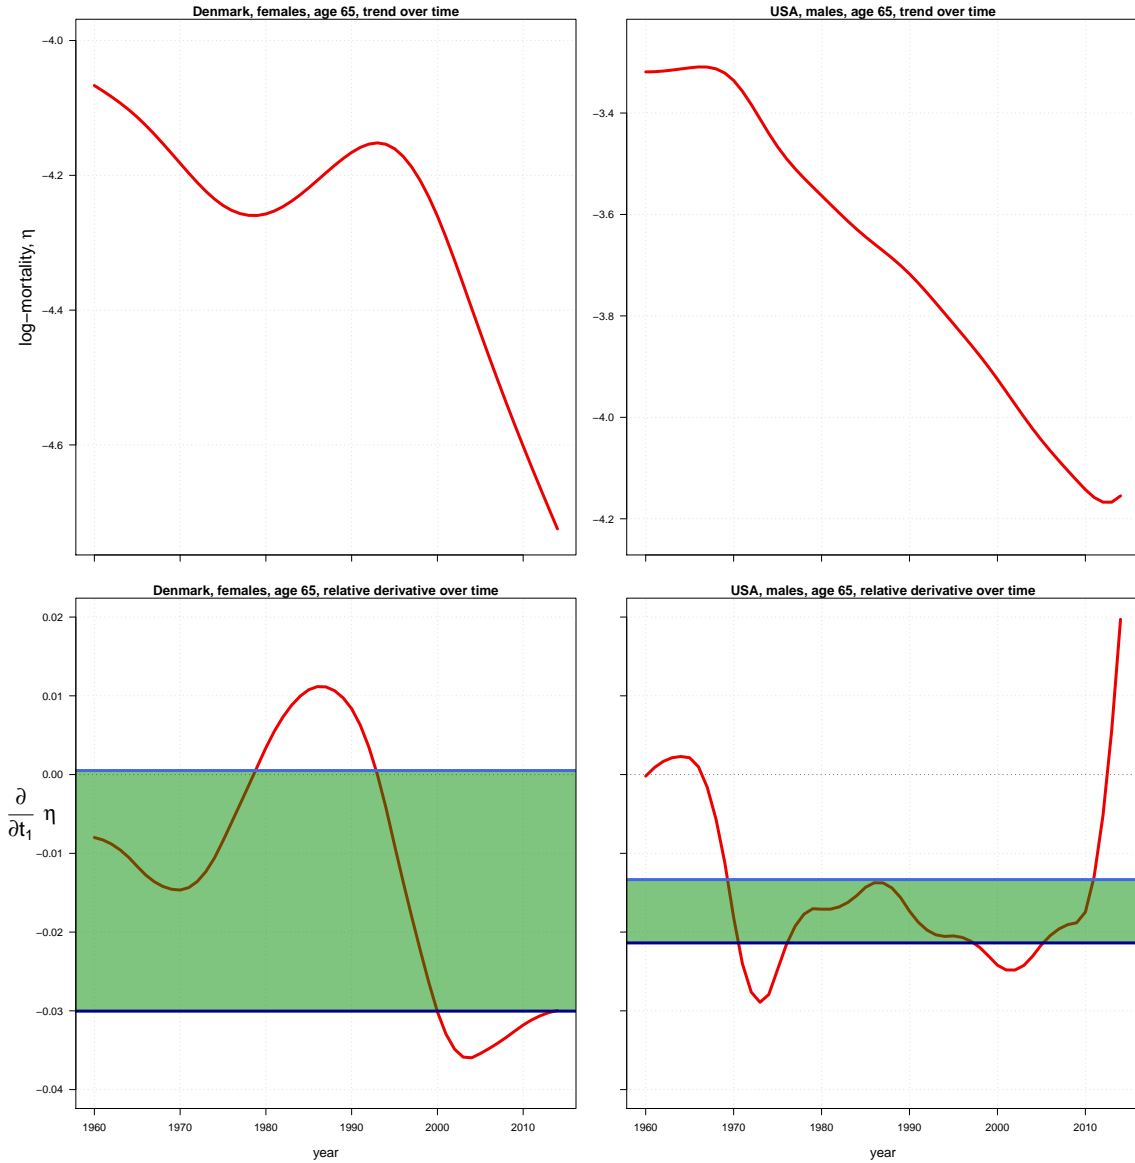 Denmark, females, age 65, trend over time
USA, males, age 65, trend over time
−4.0
−4.2
−4.4
−4.6
log−mortality, η
−3.4
−3.6
−3.8
−4.0
−4.2
Denmark, females, age 65, relative derivative over time
USA, males, age 65, relative derivative over time
0.02
0.01
0.00
−0.01
−0.02
−0.03
−0.04
∂
∂t₁ η
1960 1970 1980 1990 2000 2010
1960 1970 1980 1990 2000 2010
year
year